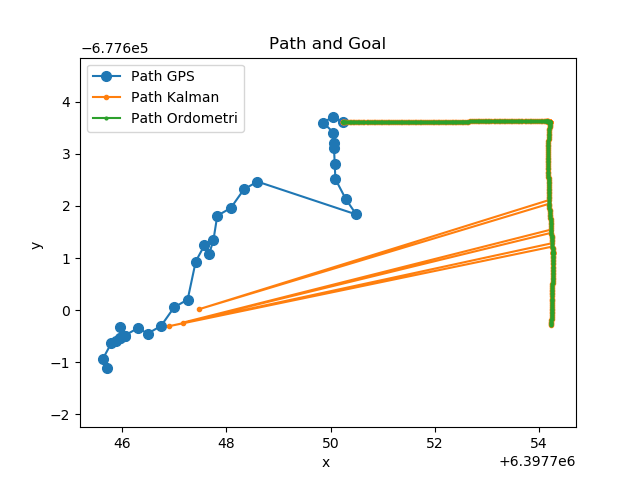 Path and Goal
−6.776e5
Path GPS
Path Kalman
Path Ordometri
4
3
2
1
0
−1
−2
y
46 48 50 52 54
x
+6.3977e6